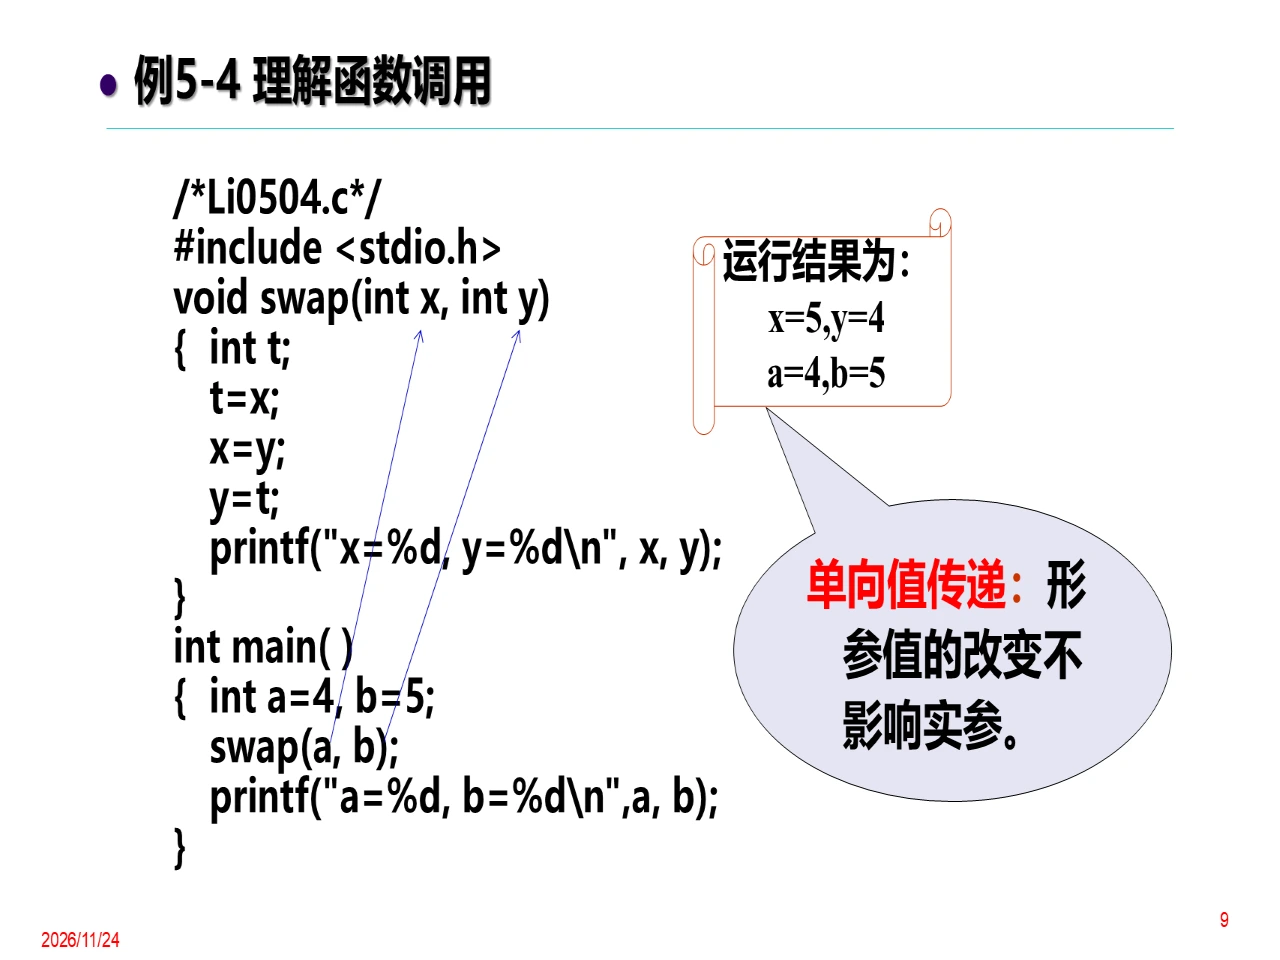 例5-4 理解函数调用
/*Li0504.c*/
#include <stdio.h>
void swap(int x, int y)
{  int t;
t=x;
x=y;
y=t;
printf("x=%d, y=%d\n", x, y);
}
int main( )
{  int a=4, b=5;
swap(a, b);
printf("a=%d, b=%d\n",a, b);
}
运行结果为：
x=5,y=4
a=4,b=5
单向值传递：形
参值的改变不
影响实参。
2026/11/24
9